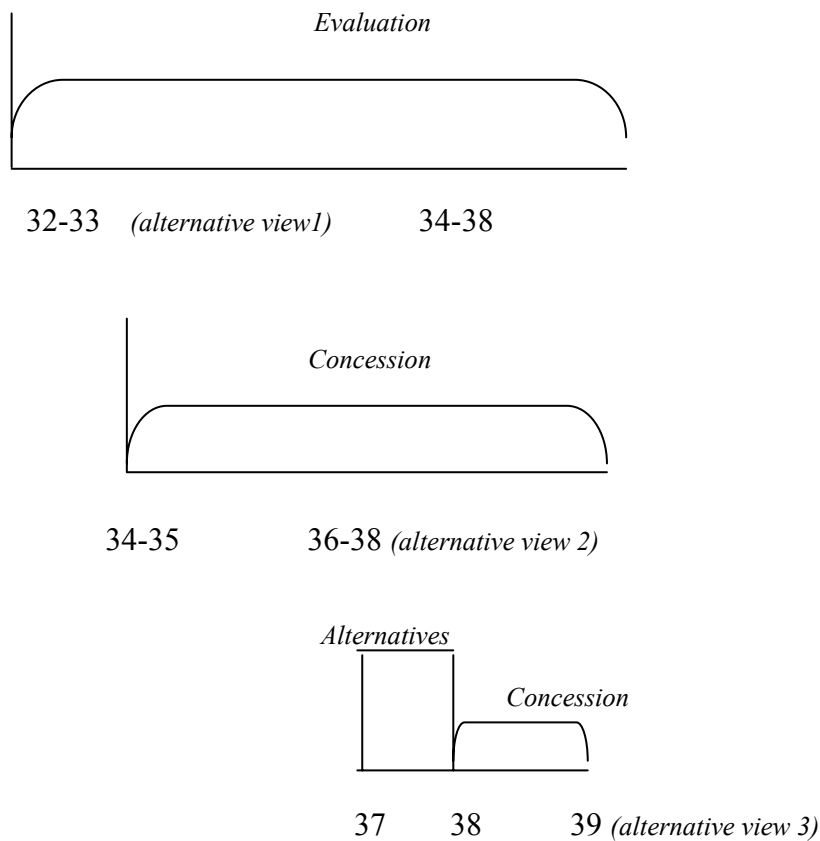 Evaluation
32-33 (alternative view1) 34-38
Concession
34-35 36-38 (alternative view 2)
Alternatives
Concession
37 38 39 (alternative view 3)